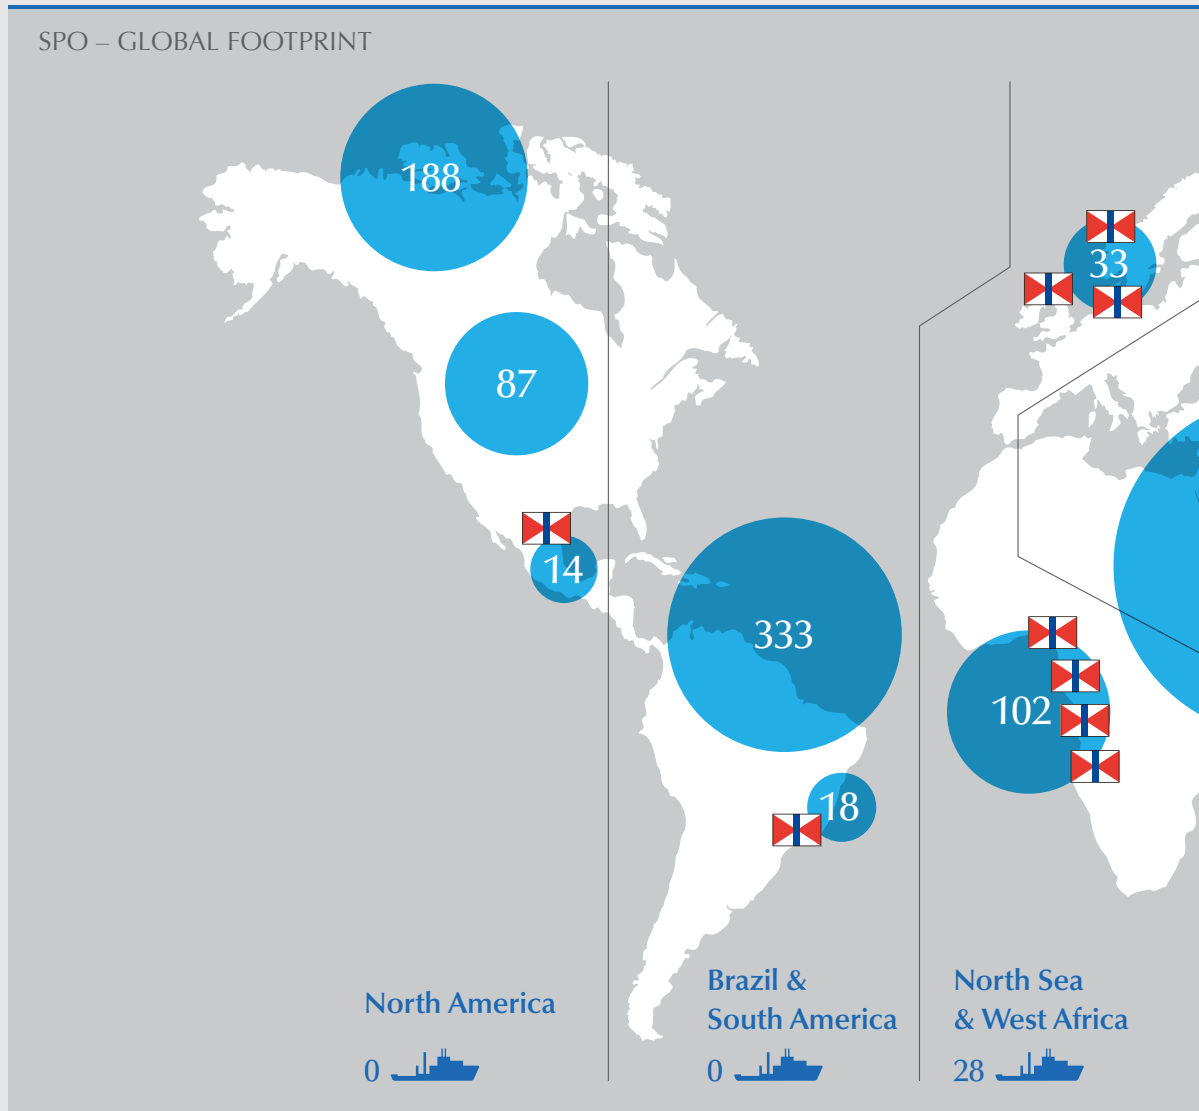 SPO – GLOBAL FOOTPRINT
188
33
87
14
333
102
18
North America
0
Brazil &
South America
0
North Sea
& West Africa
28